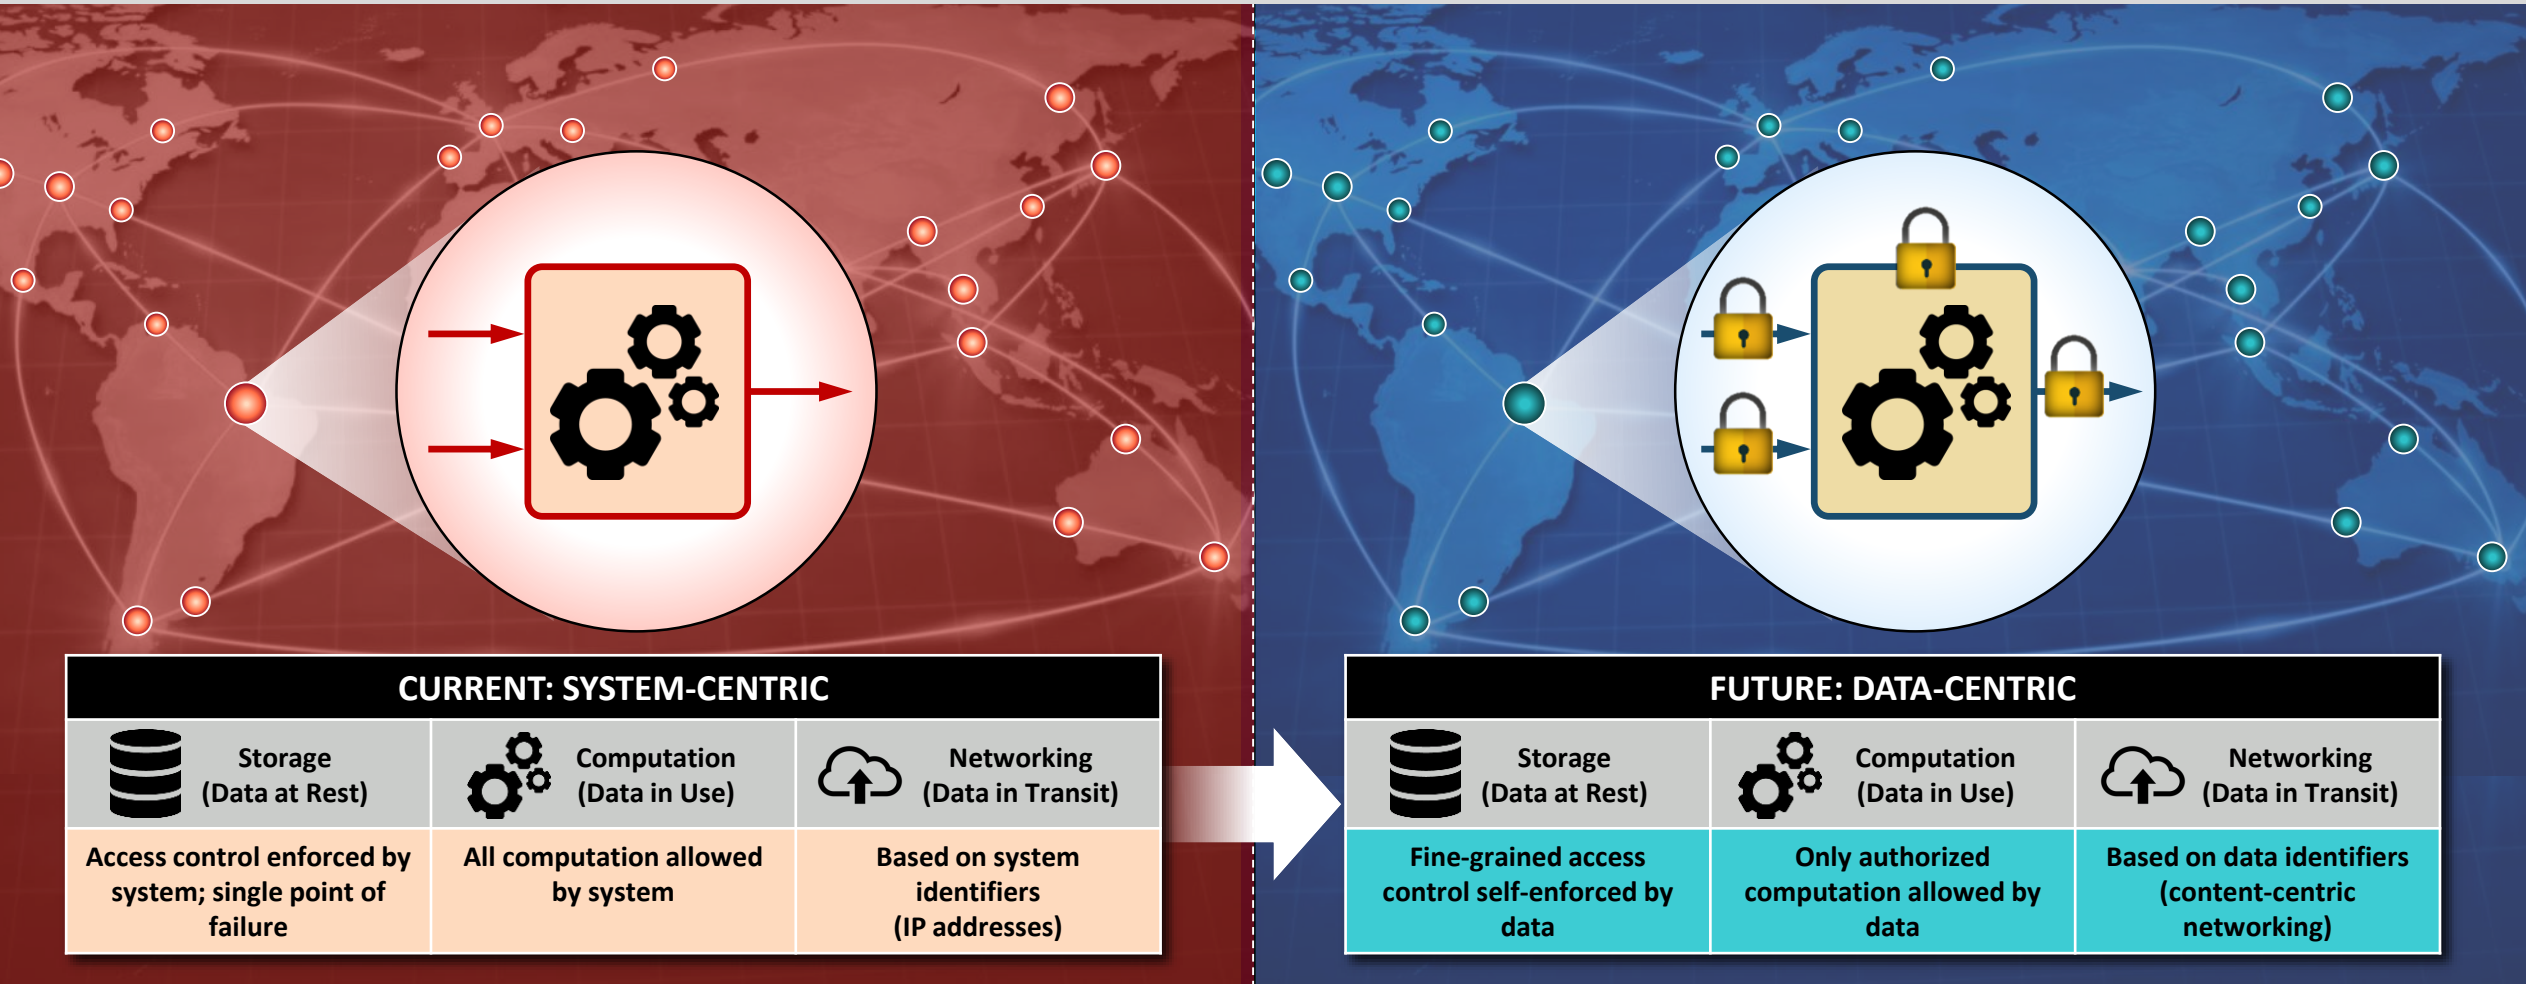 CURRENT: SYSTEM-CENTRIC
Storage
(Data at Rest)
Computation
(Data in Use)
Networking
(Data in Transit)
Access control enforced by
system; single point of
failure
All computation allowed
by system
Based on system
identifiers
(IP addresses)
FUTURE: DATA-CENTRIC
Storage
(Data at Rest)
Computation
(Data in Use)
Networking
(Data in Transit)
Fine-grained access
control self-enforced by
data
Only authorized
computation allowed by
data
Based on data identifiers
(content-centric
networking)